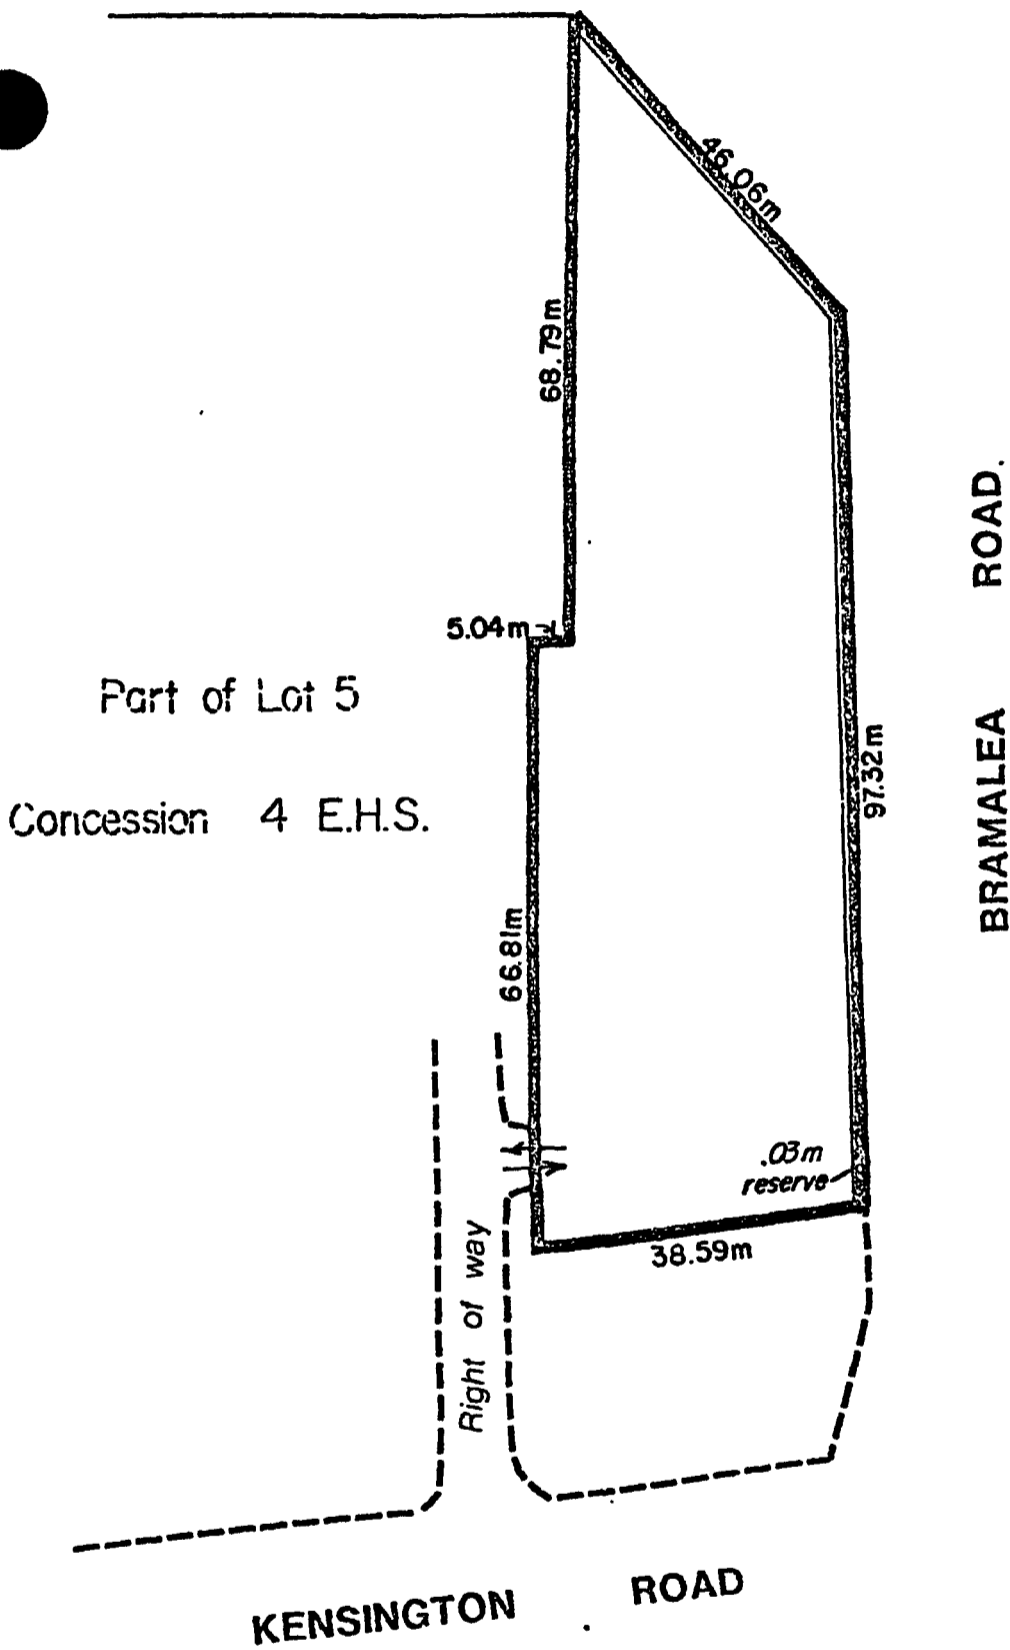 46.06m
68.79m
BRAMALEA ROAD.
5.04m
Part of Lot 5
Concession 4 E.H.S.
97.32m
66.81m
.03m
reserve
38.59m
Right of way
KENSINGTON ROAD